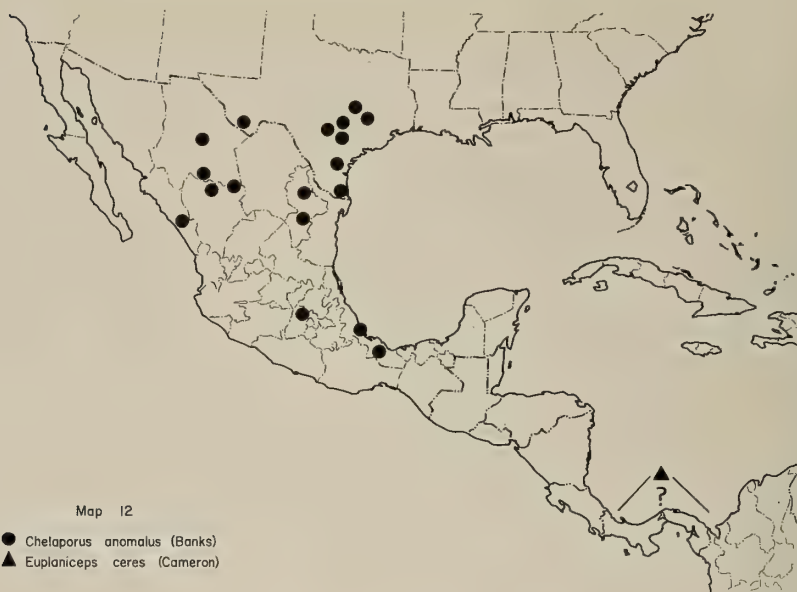 ?
Map 12
● Chelaporus anomalus (Banks)
▲ Euplaniceps ceres (Cameron)